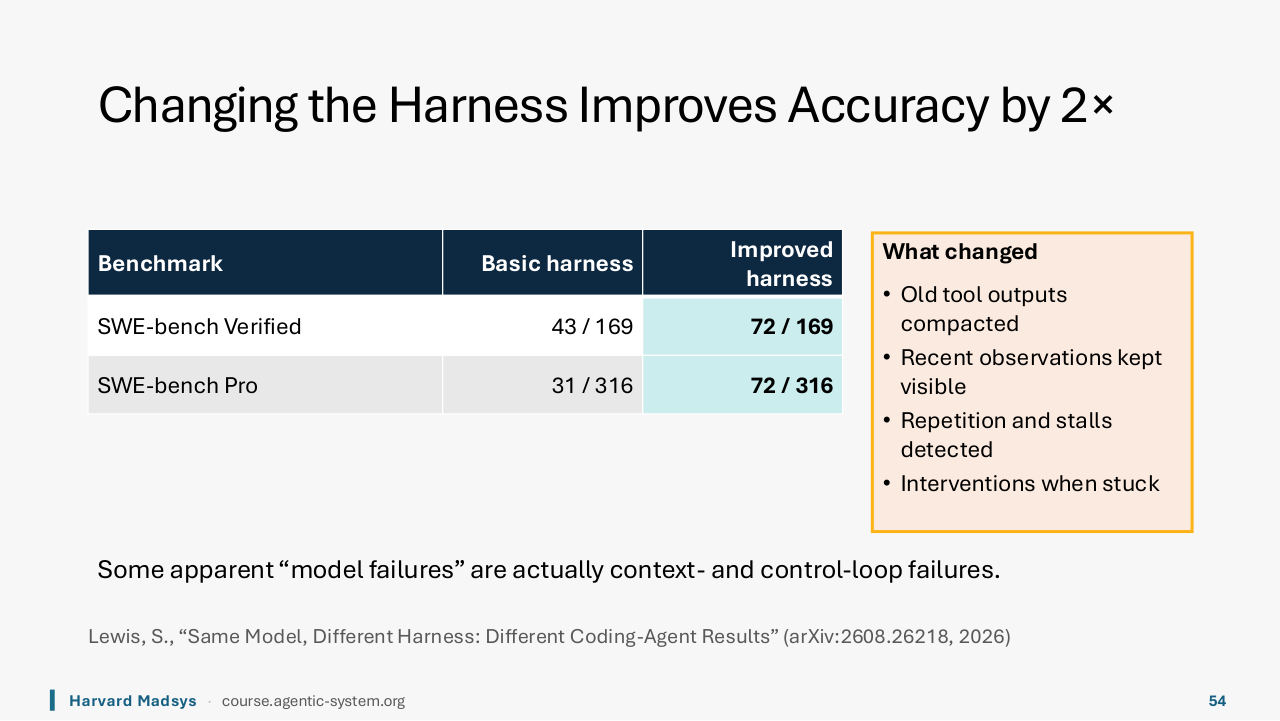 Changing the Harness Improves Accuracy by 2×
Benchmark
Basic harness
Improved
harness
SWE-bench Verified
43 / 169
72 / 169
SWE-bench Pro
31 / 316
72 / 316
What changed
• Old tool outputs
compacted
• Recent observations kept
visible
• Repetition and stalls
detected
• Interventions when stuck
Some apparent “model failures” are actually context- and control-loop failures.
Lewis, S., “Same Model, Different Harness: Different Coding-Agent Results” (arXiv:2608.26218, 2026)
Harvard Madsys · course.agentic-system.org
54